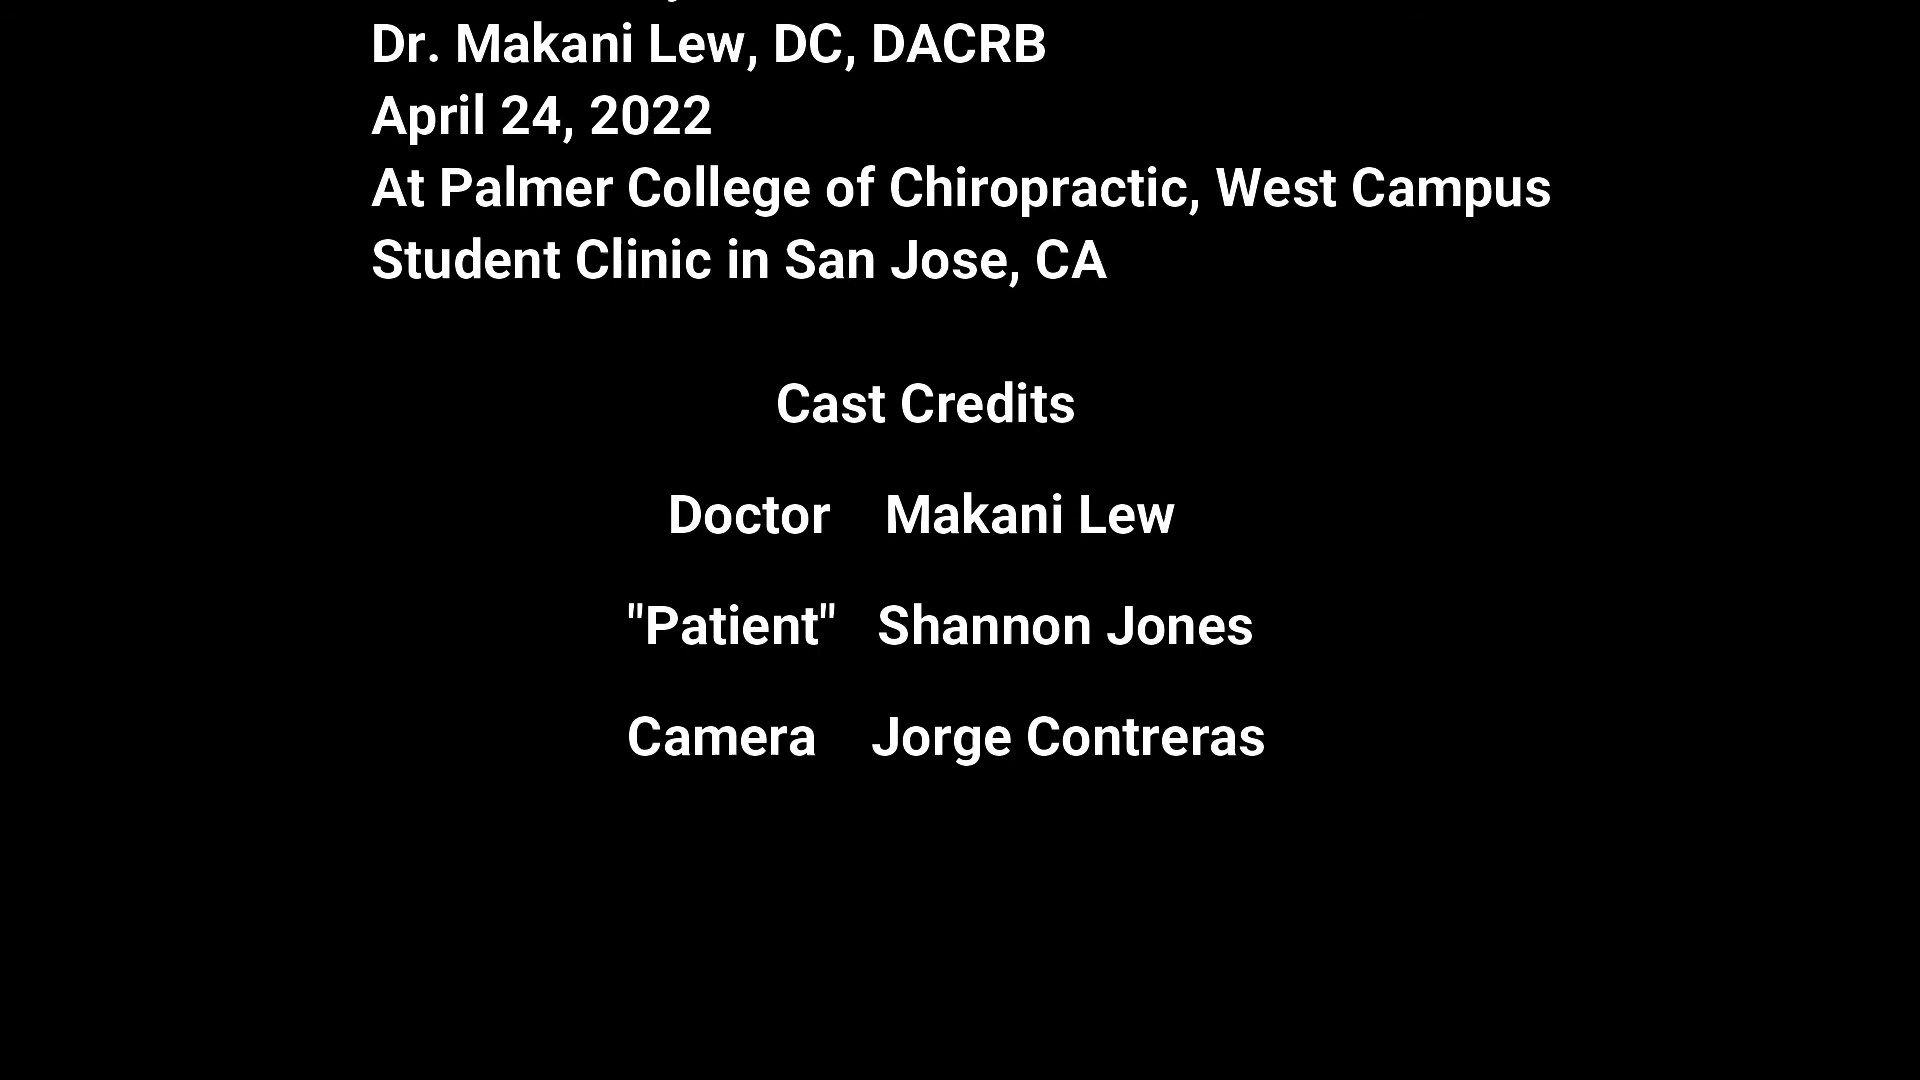 Dr. Makani Lew, DC, DACRB
April 24, 2022
At Palmer College of Chiropractic, West Campus
Student Clinic in San Jose, CA
Cast Credits
Doctor Makani Lew
"Patient" Shannon Jones
Camera Jorge Contreras